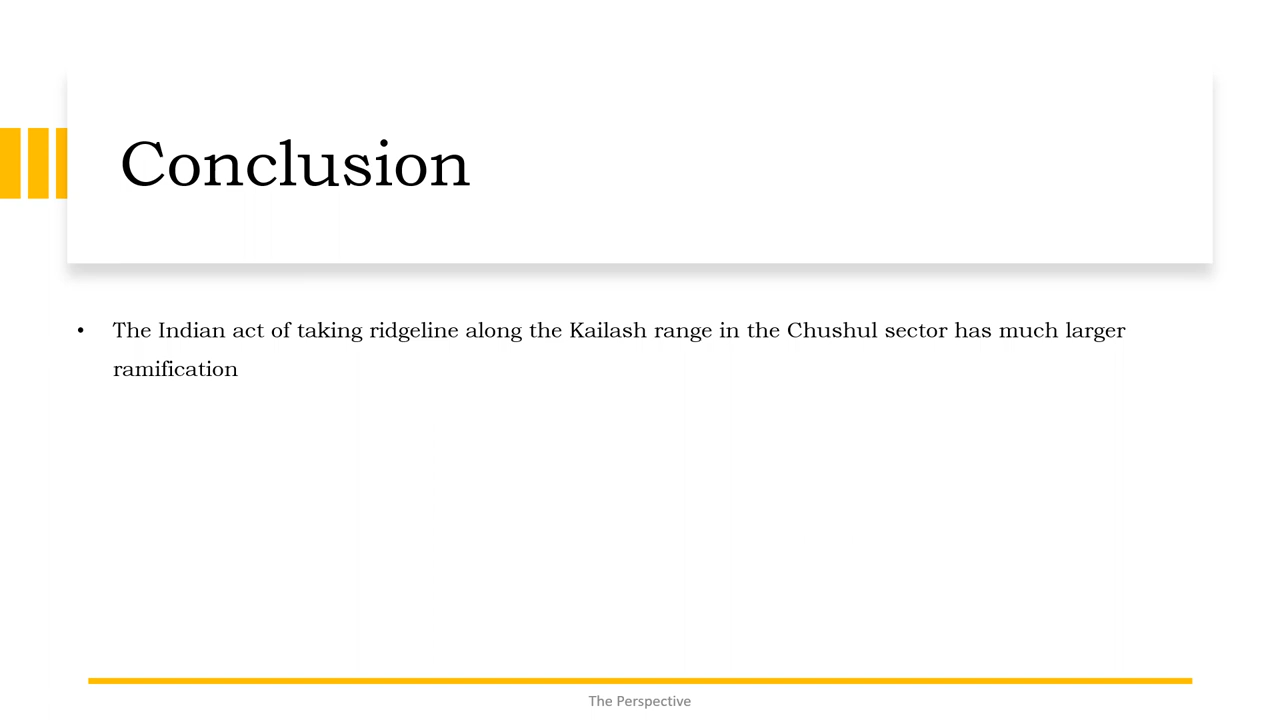 Conclusion
• The Indian act of taking ridgeline along the Kailash range in the Chushul sector has much larger
ramification
The Perspective